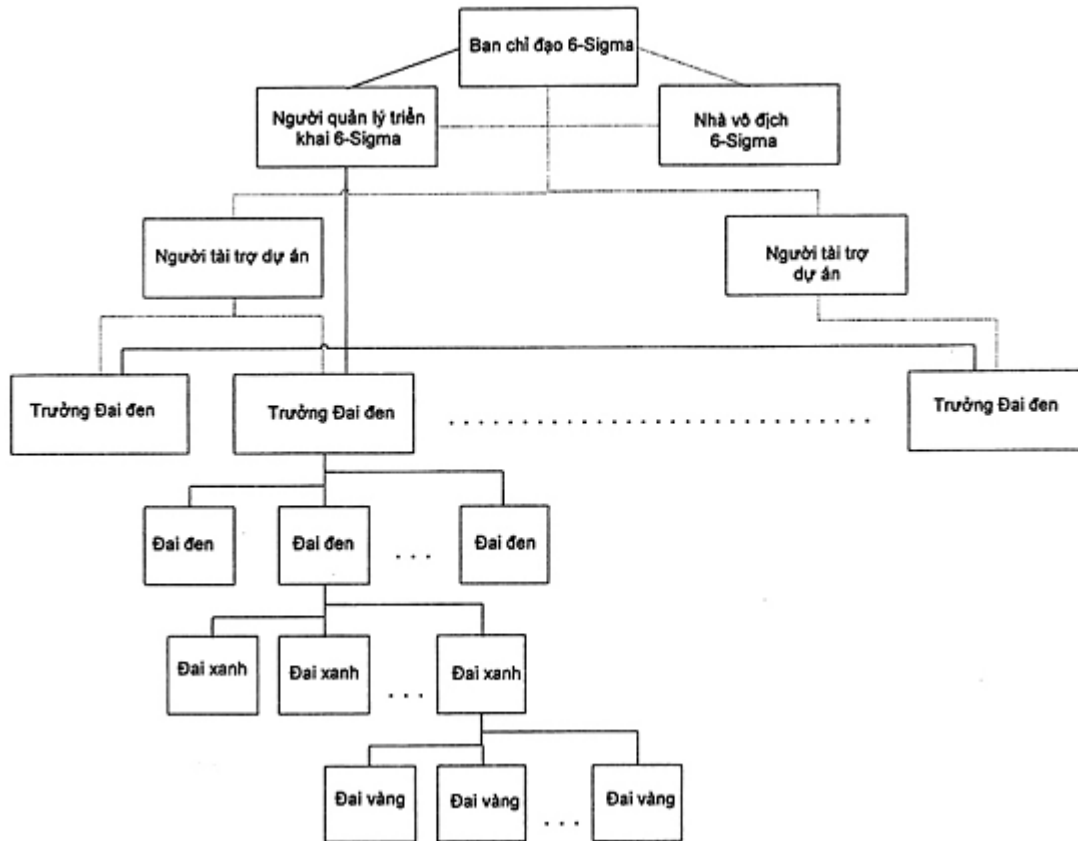 Ban chỉ đạo 6-Sigma
Người quản lý triển
khai 6-Sigma
Nhà vô địch
6-Sigma
Người tài trợ dự án
Người tài trợ
dự án
Trưởng Đai đen
Trưởng Đai đen
Trưởng Đai đen
Đai đen
Đai đen
Đai đen
Đai xanh
Đai xanh
Đai xanh
Đai vàng
Đai vàng
Đai vàng